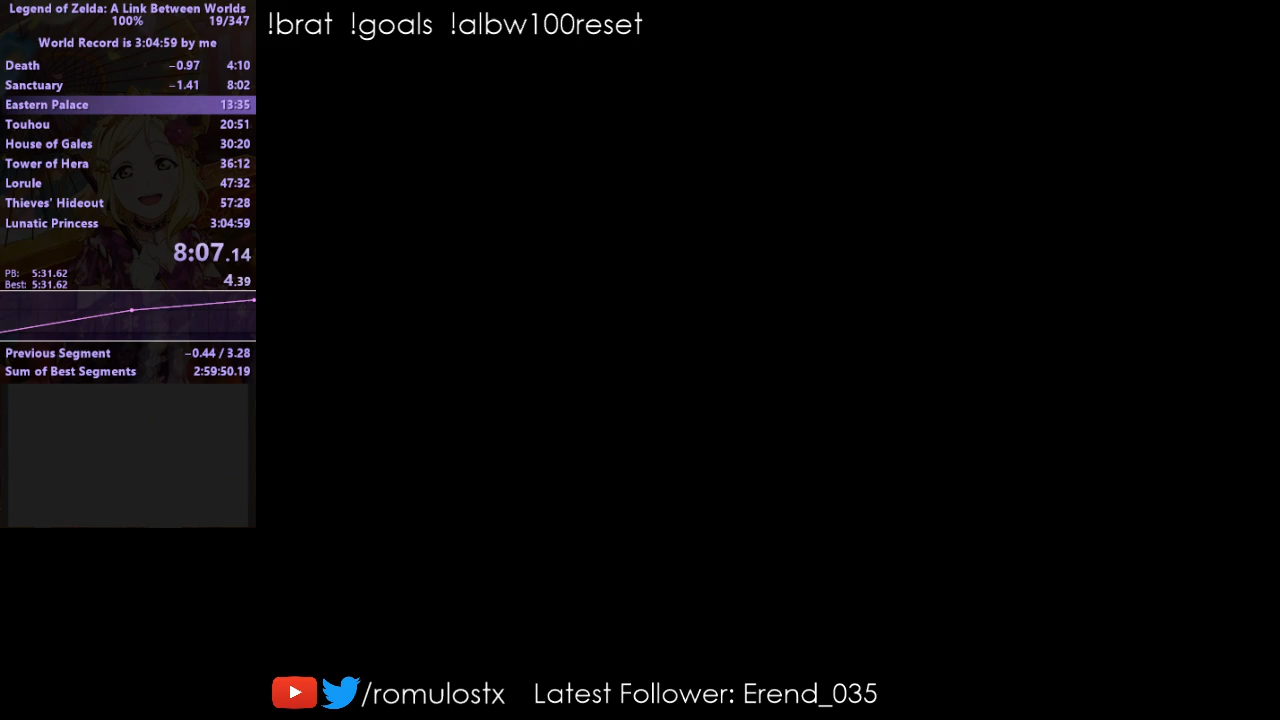 Legend of Zelda: A Link Between Worlds
100% 19/347
World Record is 3:04:59 by me
Death −0.97 4:10
Sanctuary −1.41 8:02
Eastern Palace 13:35
Touhou 20:51
House of Gales 30:20
Tower of Hera 36:12
Lorule 47:32
Thieves' Hideout 57:28
Lunatic Princess 3:04:59
8:07.14
PB: 5:31.62
Best: 5:31.62
4.39
Previous Segment −0.44 / 3.28
Sum of Best Segments 2:59:50.19
!brat !goals !albw100reset
/romulostx Latest Follower: Erend_035